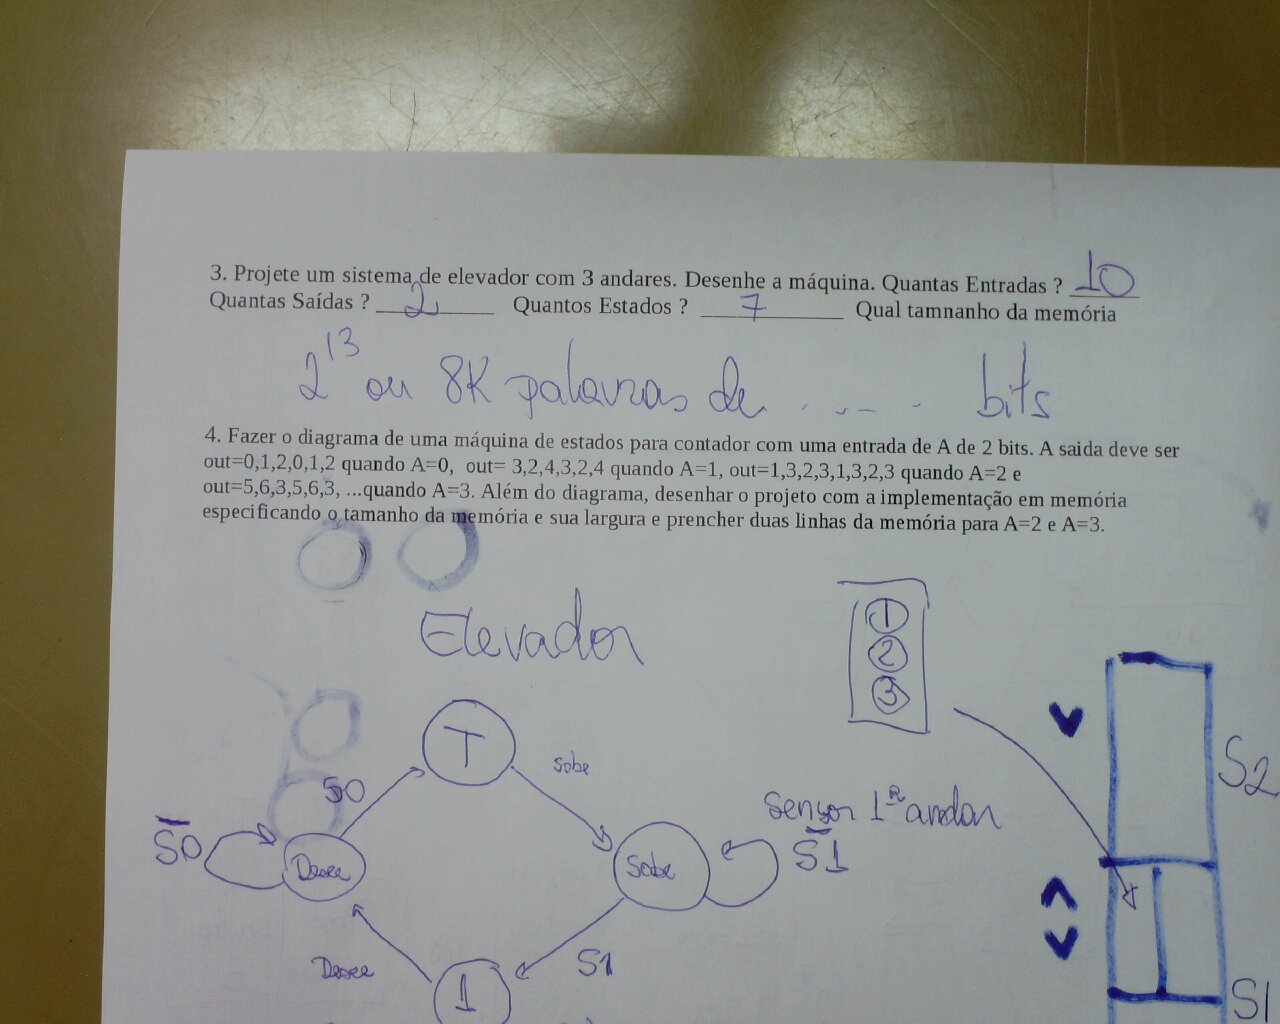 3. Projete um sistema de elevador com 3 andares. Desenhe a máquina. Quantas Entradas ? 10
Quantas Saídas ? 2 Quantos Estados ? 7 Qual tamnanho da memória
2^13 ou 8K palavras de . . - - . bits
4. Fazer o diagrama de uma máquina de estados para contador com uma entrada de A de 2 bits. A saida deve ser
out=0,1,2,0,1,2 quando A=0, out= 3,2,4,3,2,4 quando A=1, out=1,3,2,3,1,3,2,3 quando A=2 e
out=5,6,3,5,6,3, ...quando A=3. Além do diagrama, desenhar o projeto com a implementação em memória
especificando o tamanho da memória e sua largura e prencher duas linhas da memória para A=2 e A=3.
Elevador
1
2
3
T
Sobe
S0
S̅0
Desce
Sobe
Sensor 1º andar
S̅1
S2
Desce
S1
1
S1